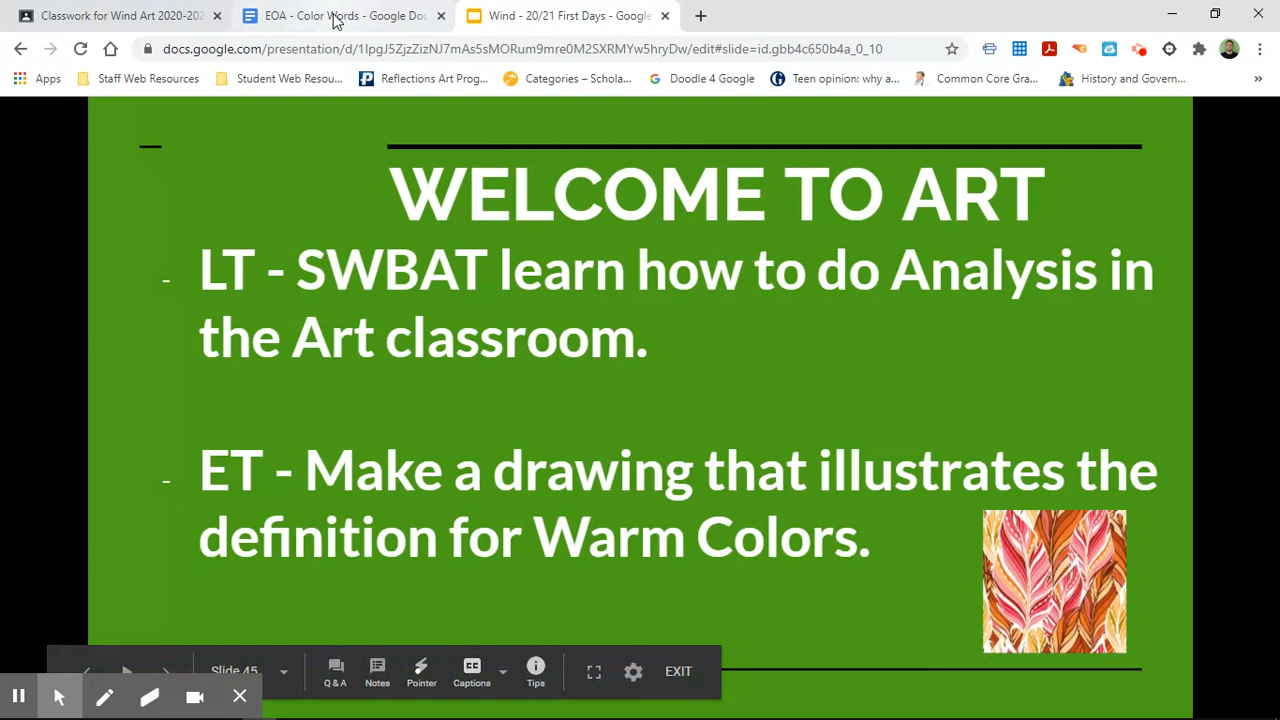 Classwork for Wind Art 2020-202
EOA - Color Words - Google Doc
Wind - 20/21 First Days - Google
docs.google.com/presentation/d/1IpgJ5ZjzZizNJ7mAs5sMORum9mre0M2SXRMYw5hryDw/edit#slide=id.gbb4c650b4a_0_10
Apps
Staff Web Resources
Student Web Resou...
Reflections Art Prog...
Categories – Schola...
Doodle 4 Google
Teen opinion: why a...
Common Core Gra...
History and Govern...
WELCOME TO ART
- LT - SWBAT learn how to do Analysis in
the Art classroom.
- ET - Make a drawing that illustrates the
definition for Warm Colors.
Slide 45
Q & A
Notes
Pointer
CC
Captions
Tips
EXIT